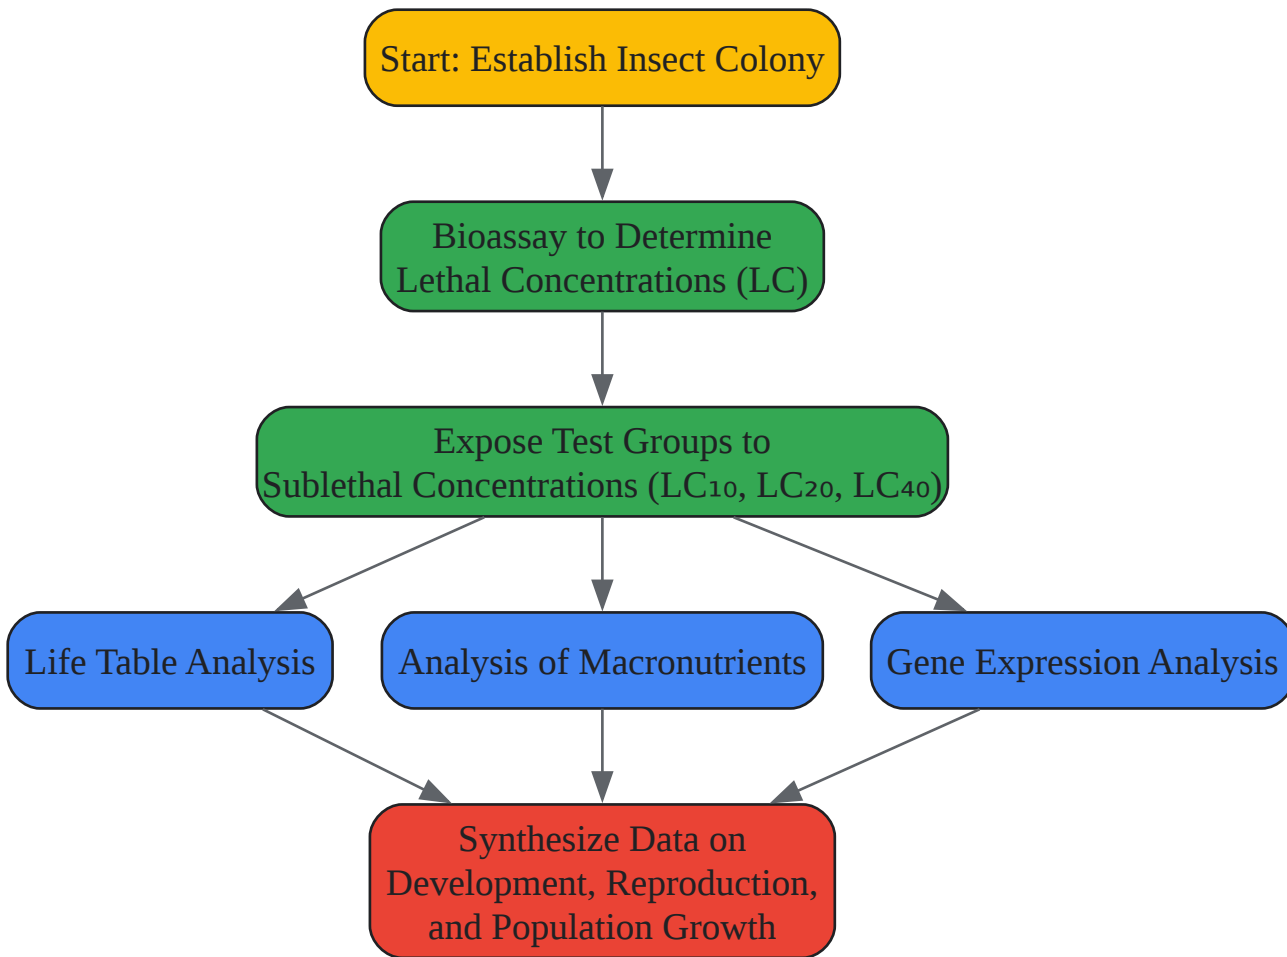 Start: Establish Insect Colony
Bioassay to Determine
Lethal Concentrations (LC)
Expose Test Groups to
Sublethal Concentrations (LC₁₀, LC₂₀, LC₄₀)
Life Table Analysis
Analysis of Macronutrients
Gene Expression Analysis
Synthesize Data on
Development, Reproduction,
and Population Growth